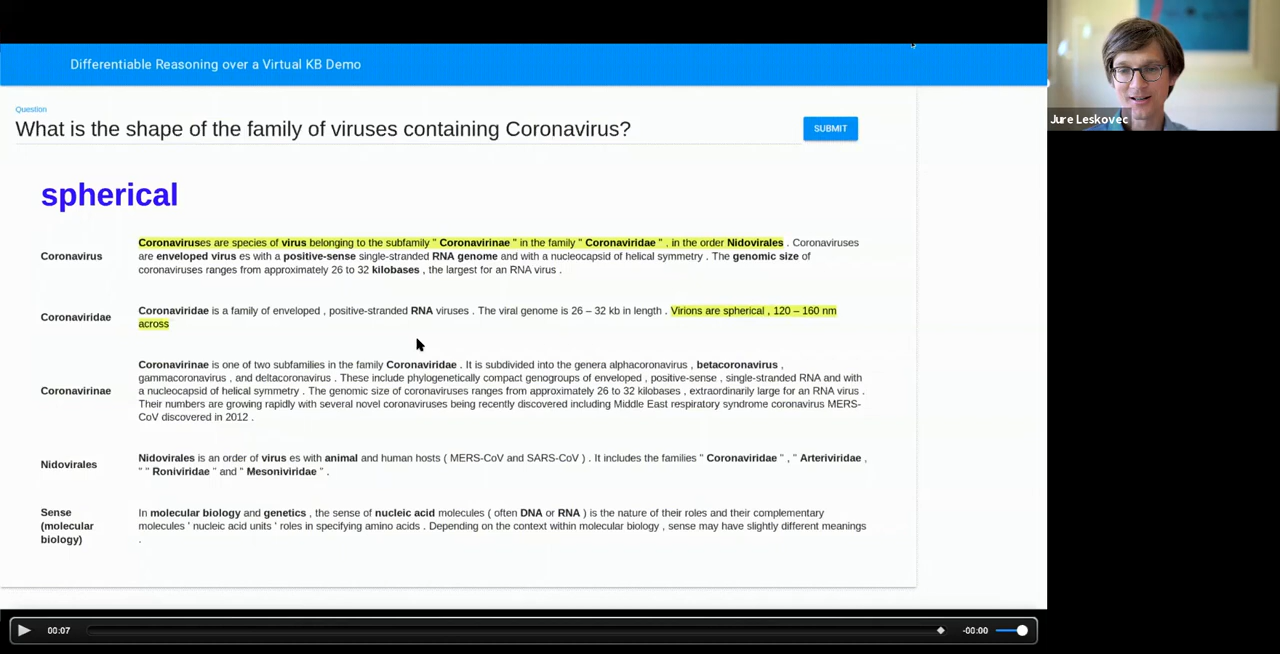 Differentiable Reasoning over a Virtual KB Demo
Jure Leskovec
Question
What is the shape of the family of viruses containing Coronavirus?
SUBMIT
spherical
Coronavirus
Coronaviruses are species of virus belonging to the subfamily " Coronavirinae " in the family " Coronaviridae " , in the order Nidovirales . Coronaviruses
are enveloped virus es with a positive-sense single-stranded RNA genome and with a nucleocapsid of helical symmetry . The genomic size of
coronaviruses ranges from approximately 26 to 32 kilobases , the largest for an RNA virus .
Coronaviridae
Coronaviridae is a family of enveloped , positive-stranded RNA viruses . The viral genome is 26 – 32 kb in length . Virions are spherical , 120 – 160 nm
across
Coronavirinae
Coronavirinae is one of two subfamilies in the family Coronaviridae . It is subdivided into the genera alphacoronavirus , betacoronavirus ,
gammacoronavirus , and deltacoronavirus . These include phylogenetically compact genogroups of enveloped , positive-sense , single-stranded RNA and with
a nucleocapsid of helical symmetry . The genomic size of coronaviruses ranges from approximately 26 to 32 kilobases , extraordinarily large for an RNA virus .
Their numbers are growing rapidly with several novel coronaviruses being recently discovered including Middle East respiratory syndrome coronavirus MERS-
CoV discovered in 2012 .
Nidovirales
Nidovirales is an order of virus es with animal and human hosts ( MERS-CoV and SARS-CoV ) . It includes the families " Coronaviridae " , " Arteriviridae ,
" " Roniviridae " and " Mesoniviridae " .
Sense
(molecular
biology)
In molecular biology and genetics , the sense of nucleic acid molecules ( often DNA or RNA ) is the nature of their roles and their complementary
molecules ' nucleic acid units ' roles in specifying amino acids . Depending on the context within molecular biology , sense may have slightly different meanings
.
00:07
-00:00